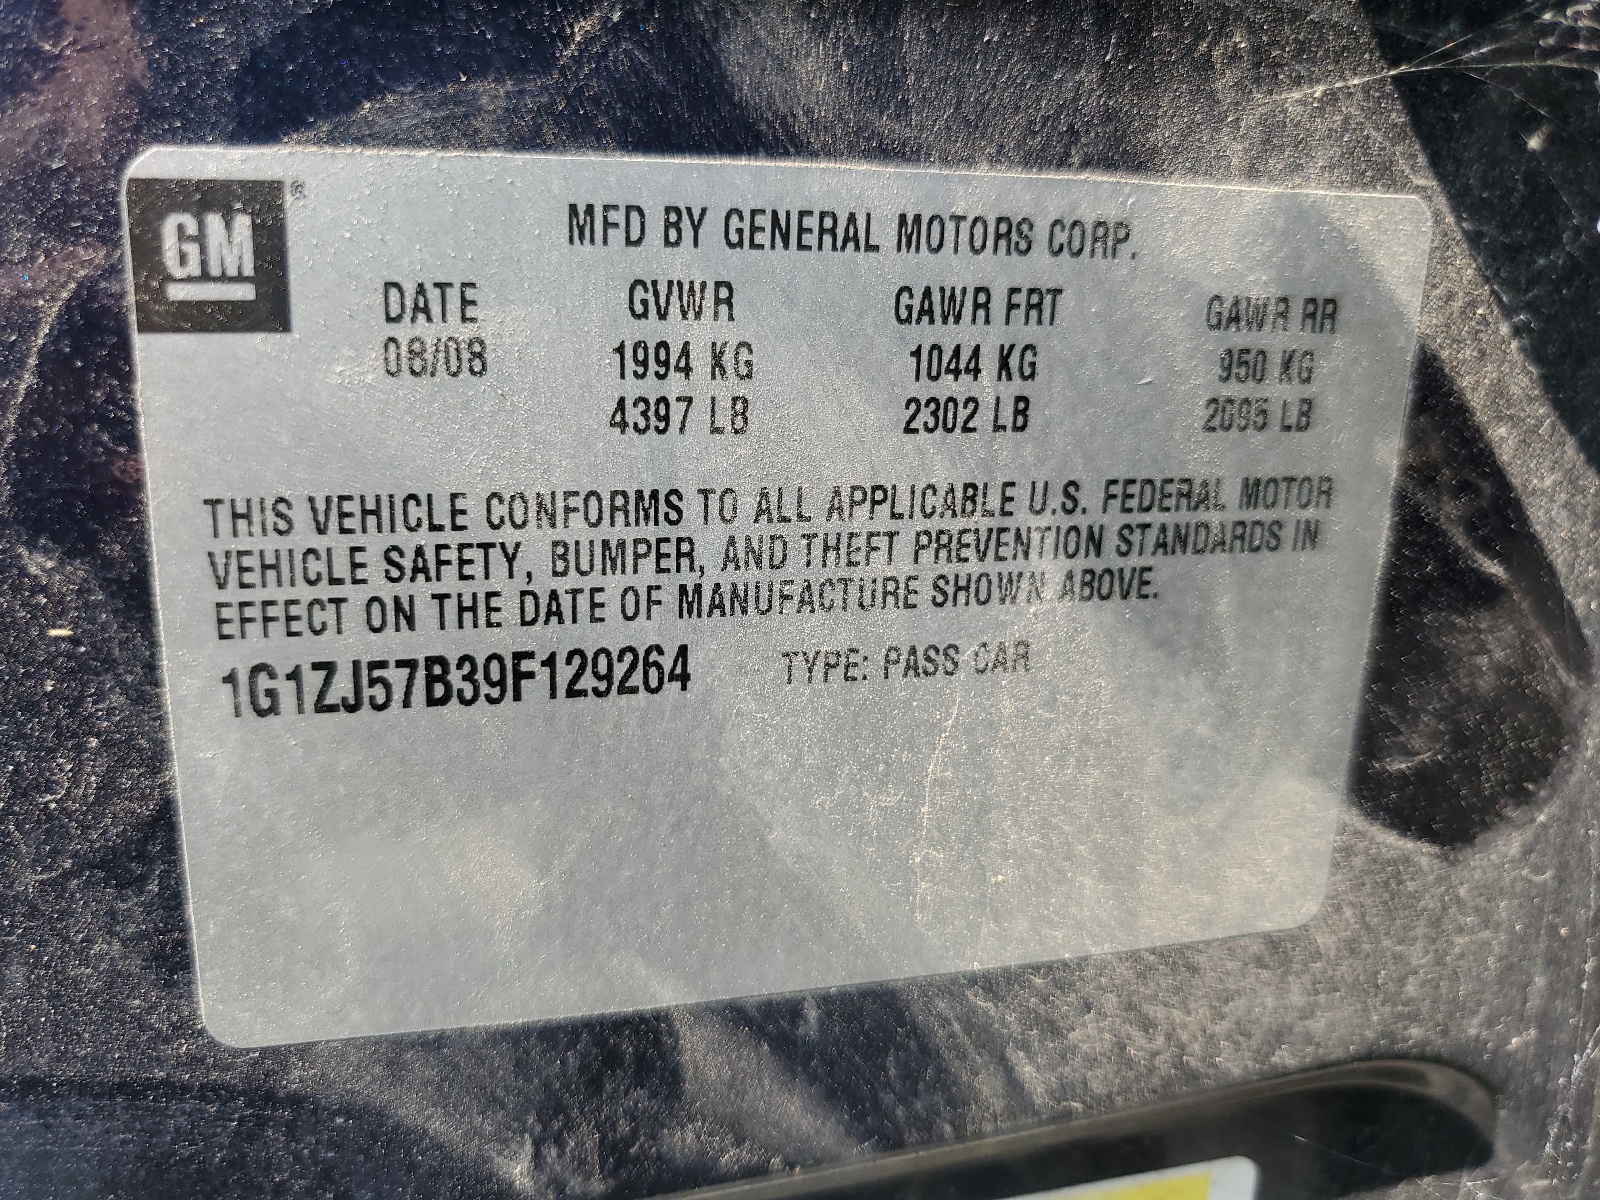 GM®
MFD BY GENERAL MOTORS CORP.
DATE GVWR GAWR FRT GAWR RR
08/08 1994 KG 1044 KG 950 KG
4397 LB 2302 LB 2095 LB
THIS VEHICLE CONFORMS TO ALL APPLICABLE U.S. FEDERAL MOTOR
VEHICLE SAFETY, BUMPER, AND THEFT PREVENTION STANDARDS IN
EFFECT ON THE DATE OF MANUFACTURE SHOWN ABOVE.
1G1ZJ57B39F129264 TYPE: PASS CAR